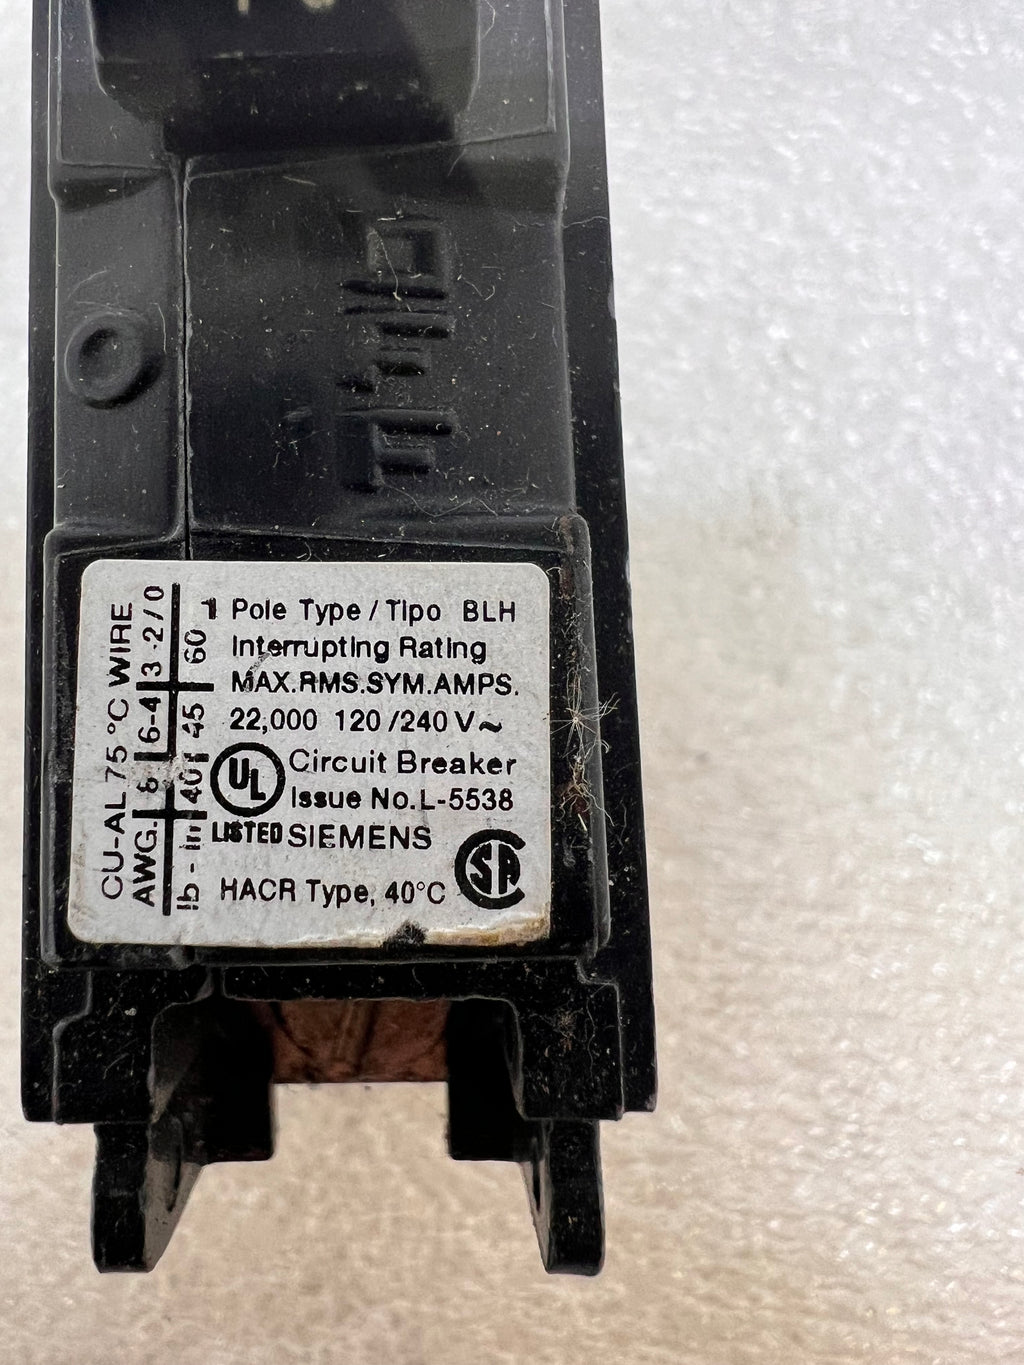 1 Pole Type / Tipo BLH
Interrupting Rating
MAX.RMS.SYM.AMPS.
22,000 120 /240 V~
UL Circuit Breaker
Issue No.L-5538
LISTED SIEMENS
SA
HACR Type, 40°C
CU-AL 75 °C WIRE
AWG. 8 6-4 3 -2 / 0
lb - in 40 45 60
OFF